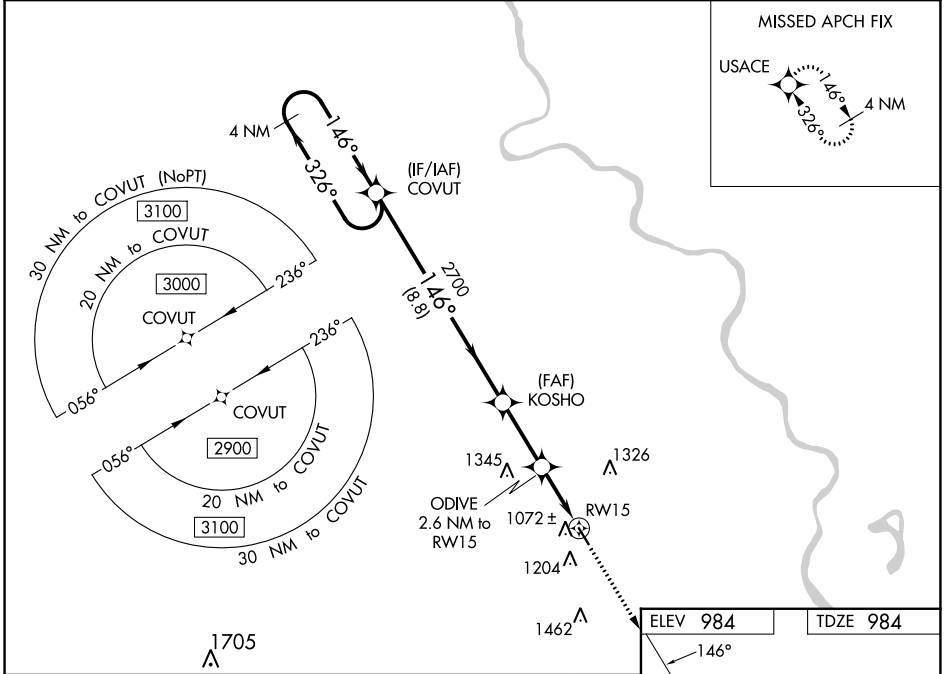 MISSED APCH FIX
USACE
146°
326°
4 NM
4 NM
146°
326°
(IF/IAF)
COVUT
30 NM to COVUT (NoPT)
3100
20 NM to COVUT
3000
236°
COVUT
056°
2700
146°
(8.8)
236°
COVUT
056°
2900
20 NM to COVUT
3100
30 NM to COVUT
(FAF)
KOSHO
1345
1326
ODIVE
2.6 NM to
RW15
1072 ±
RW15
1204
1462
1705
ELEV 984
TDZE 984
146°